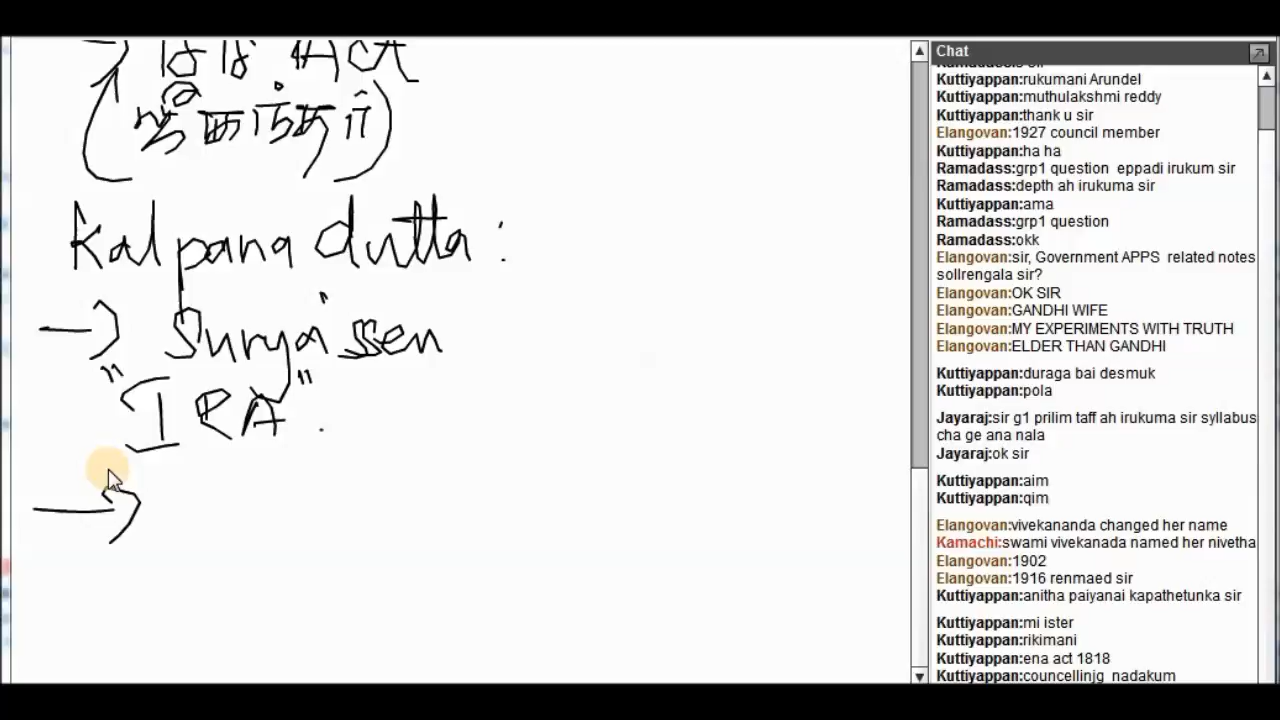 Kalpana dutta :
→ Surya ssen
"IRA" .
→
Chat
Kuttiyappan:rukumani Arundel
Kuttiyappan:muthulakshmi reddy
Kuttiyappan:thank u sir
Elangovan:1927 council member
Kuttiyappan:ha ha
Ramadass:grp1 question eppadi irukum sir
Ramadass:depth ah irukuma sir
Kuttiyappan:ama
Ramadass:grp1 question
Ramadass:okk
Elangovan:sir, Government APPS related notes
sollrengala sir?
Elangovan:OK SIR
Elangovan:GANDHI WIFE
Elangovan:MY EXPERIMENTS WITH TRUTH
Elangovan:ELDER THAN GANDHI
Kuttiyappan:duraga bai desmuk
Kuttiyappan:pola
Jayaraj:sir g1 prilim taff ah irukuma sir syllabus
cha ge ana nala
Jayaraj:ok sir
Kuttiyappan:aim
Kuttiyappan:qim
Elangovan:vivekananda changed her name
Kamachi:swami vivekanada named her nivetha
Elangovan:1902
Elangovan:1916 renmaed sir
Kuttiyappan:anitha paiyanai kapathetunka sir
Kuttiyappan:mi ister
Kuttiyappan:rikimani
Kuttiyappan:ena act 1818
Kuttiyappan:councellinjg nadakum